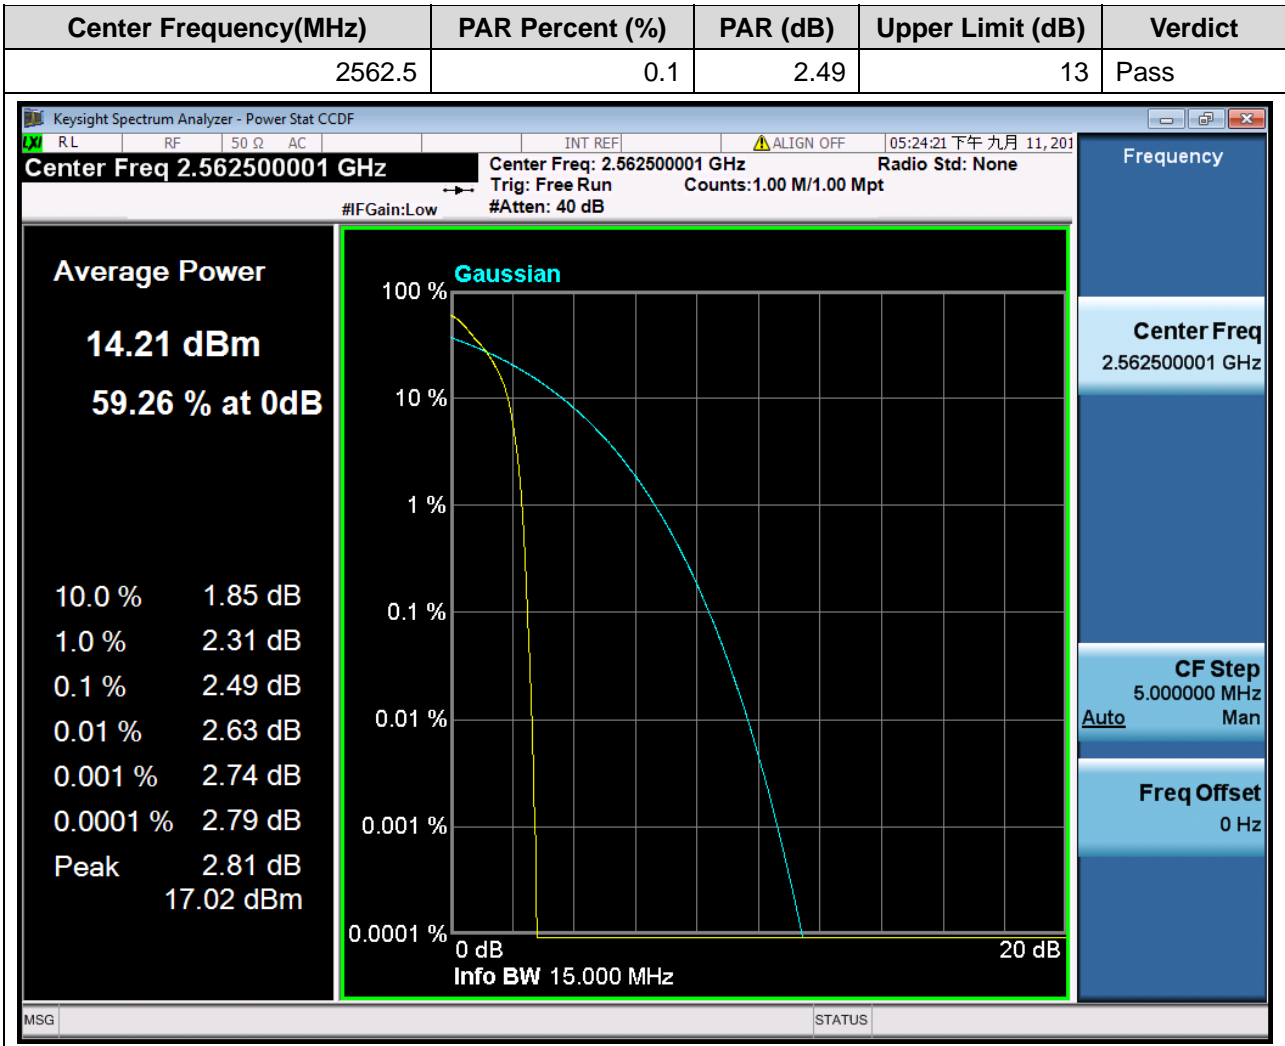 Center Frequency(MHz) PAR Percent (%) PAR (dB) Upper Limit (dB) Verdict
2562.5 0.1 2.49 13 Pass
Keysight Spectrum Analyzer - Power Stat CCDF
LXI RL RF 50 Ω AC INT REF ALIGN OFF 05:24:21 下午 九月 11, 201
Center Freq 2.562500001 GHz
Center Freq: 2.562500001 GHz Radio Std: None
Trig: Free Run Counts:1.00 M/1.00 Mpt
#IFGain:Low #Atten: 40 dB
Frequency
Average Power
14.21 dBm
59.26 % at 0dB
10.0 % 1.85 dB
1.0 % 2.31 dB
0.1 % 2.49 dB
0.01 % 2.63 dB
0.001 % 2.74 dB
0.0001 % 2.79 dB
Peak 2.81 dB
17.02 dBm
Gaussian
100 %
10 %
1 %
0.1 %
0.01 %
0.001 %
0.0001 %
0 dB 20 dB
Info BW 15.000 MHz
Center Freq
2.562500001 GHz
CF Step
5.000000 MHz
Auto Man
Freq Offset
0 Hz
MSG STATUS